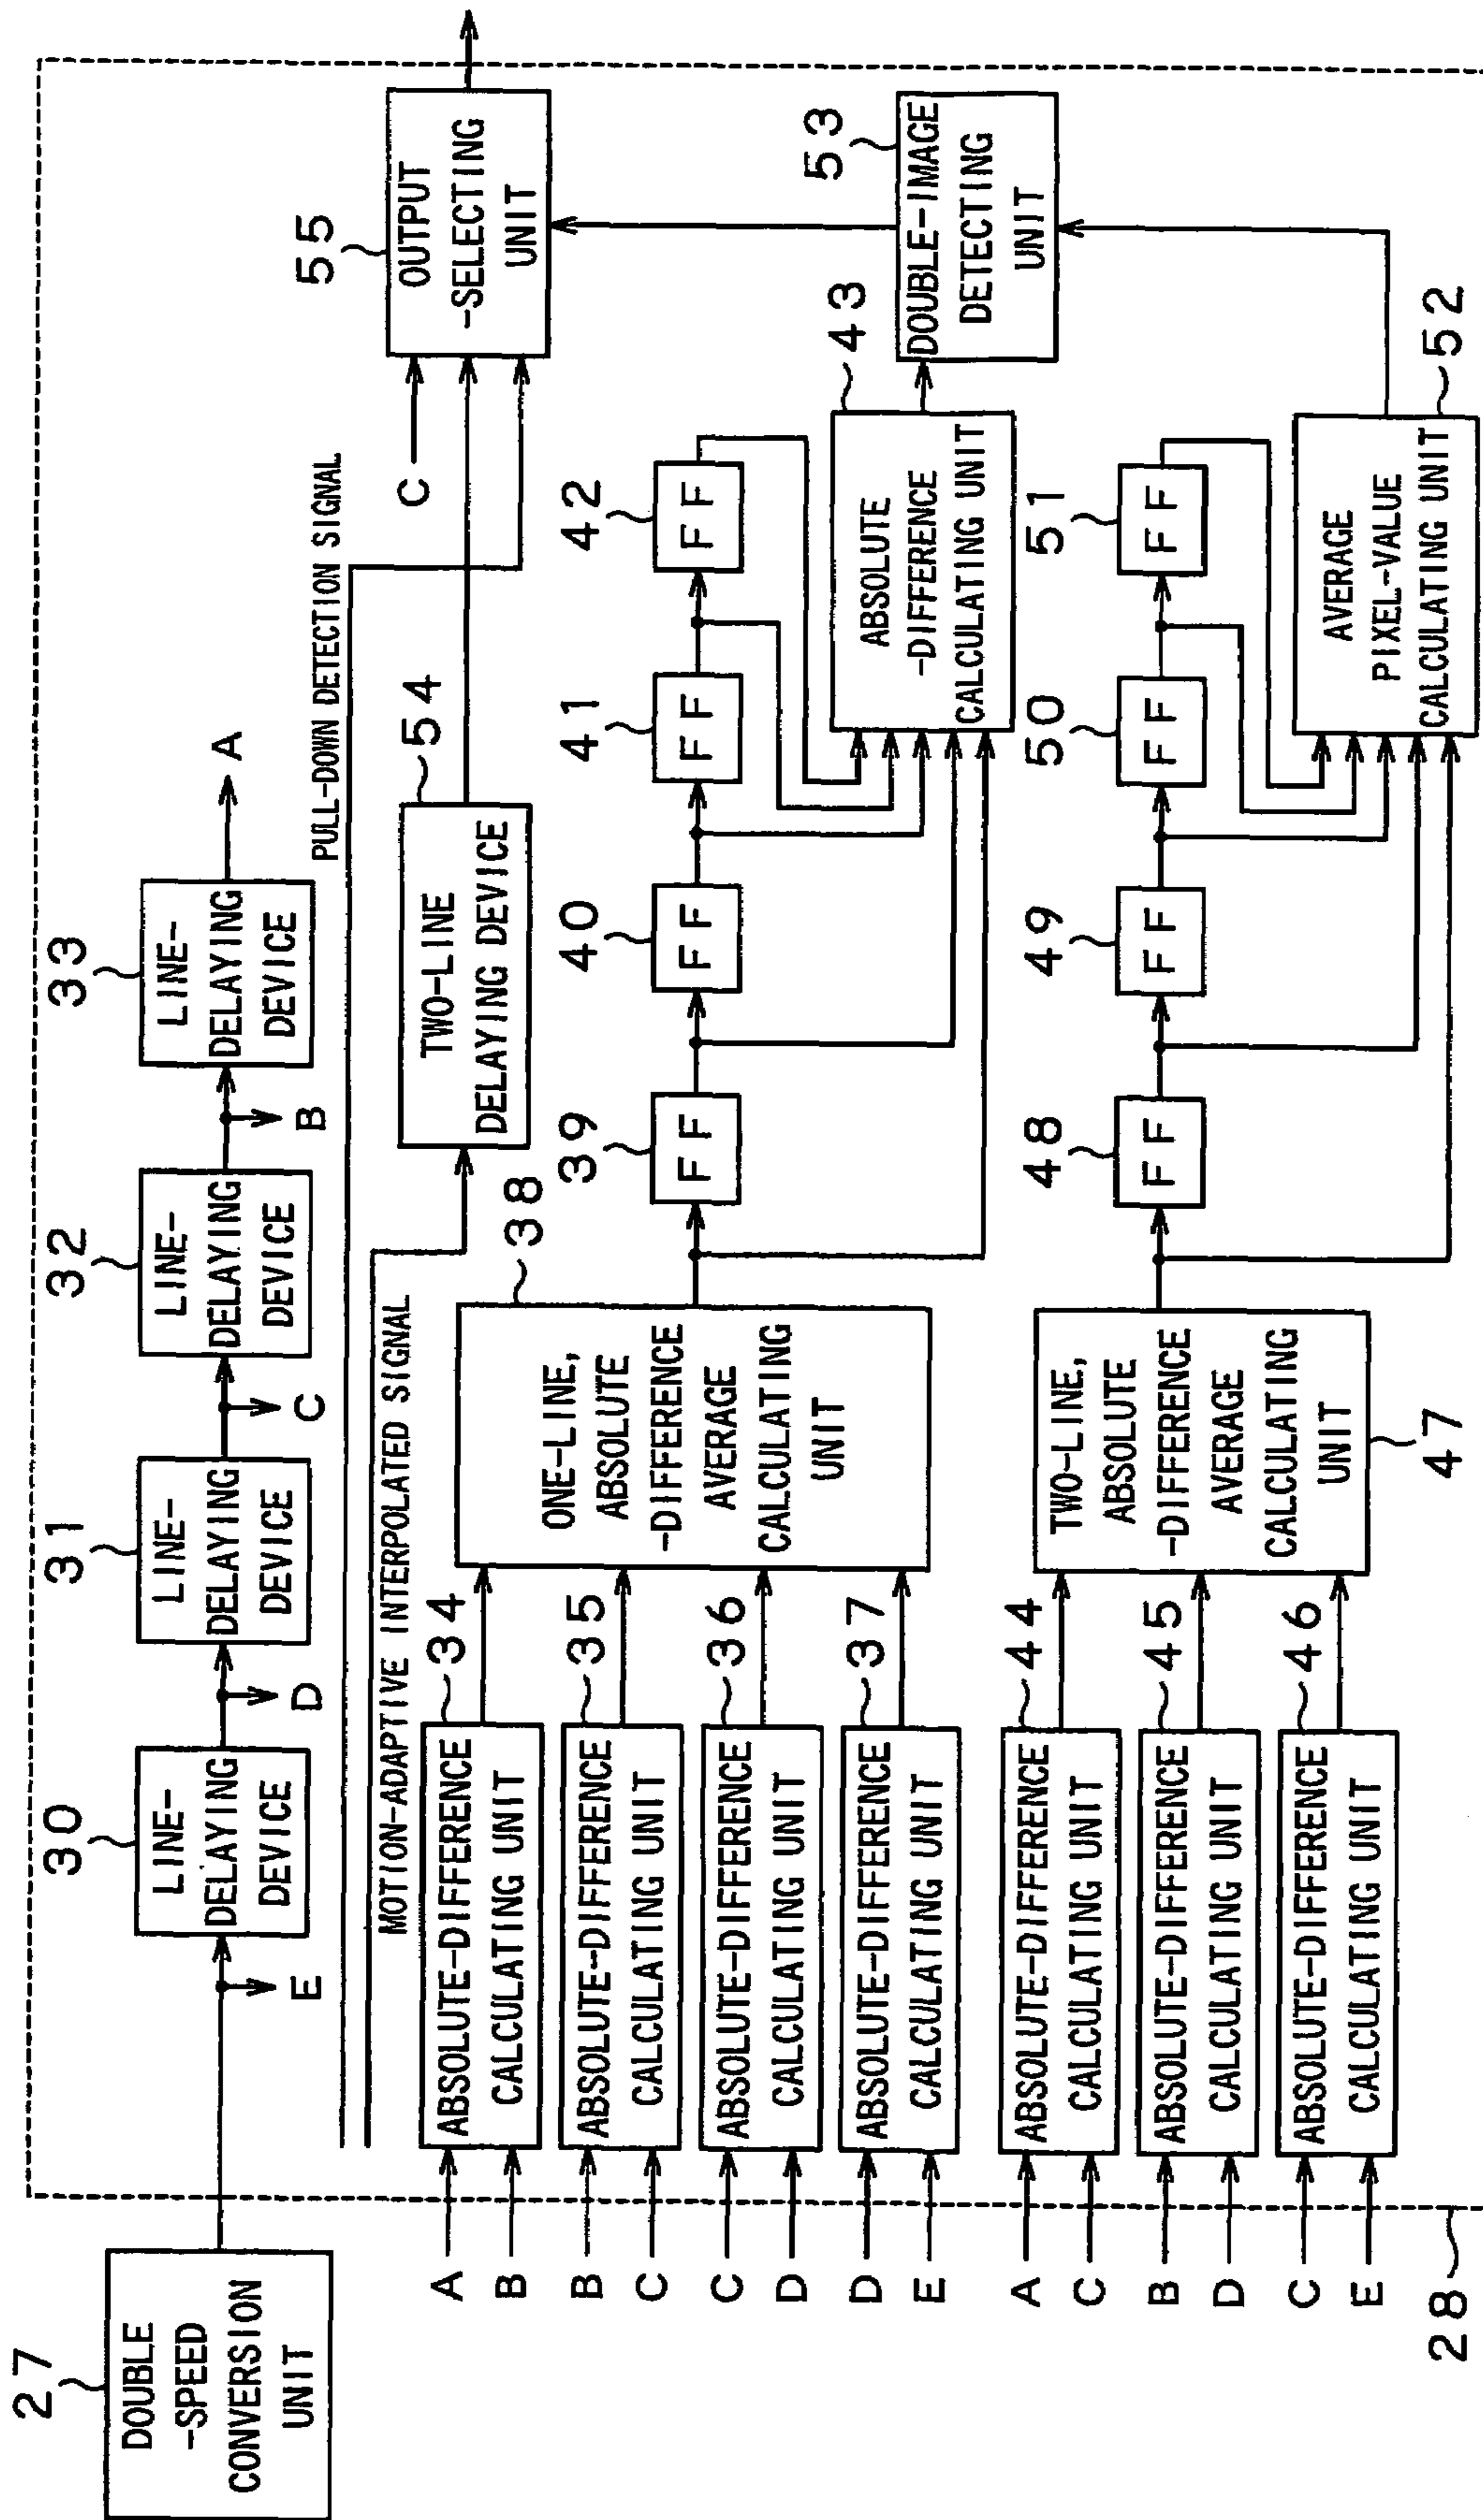 27
DOUBLE
-SPEED
CONVERSION
UNIT
30
LINE-
DELAYING
DEVICE
31
LINE-
DELAYING
DEVICE
32
LINE-
DELAYING
DEVICE
33
LINE-
DELAYING
DEVICE
E
D
C
B
A
PULL-DOWN DETECTION SIGNAL
MOTION-ADAPTIVE INTERPOLATED SIGNAL
54
TWO-LINE
DELAYING DEVICE
C
55
OUTPUT
-SELECTING
UNIT
A
B
34
ABSOLUTE-DIFFERENCE
CALCULATING UNIT
B
C
35
ABSOLUTE-DIFFERENCE
CALCULATING UNIT
C
D
36
ABSOLUTE-DIFFERENCE
CALCULATING UNIT
D
E
37
ABSOLUTE-DIFFERENCE
CALCULATING UNIT
38
ONE-LINE,
ABSOLUTE
-DIFFERENCE
AVERAGE
CALCULATING
UNIT
39
FF
40
FF
41
FF
42
FF
43
ABSOLUTE
-DIFFERENCE
CALCULATING UNIT
53
DOUBLE-IMAGE
DETECTING
UNIT
A
C
44
ABSOLUTE-DIFFERENCE
CALCULATING UNIT
B
D
45
ABSOLUTE-DIFFERENCE
CALCULATING UNIT
C
E
46
ABSOLUTE-DIFFERENCE
CALCULATING UNIT
TWO-LINE,
ABSOLUTE
-DIFFERENCE
AVERAGE
CALCULATING
UNIT
47
48
FF
49
FF
50
FF
51
FF
AVERAGE
PIXEL-VALUE
CALCULATING UNIT
52
28